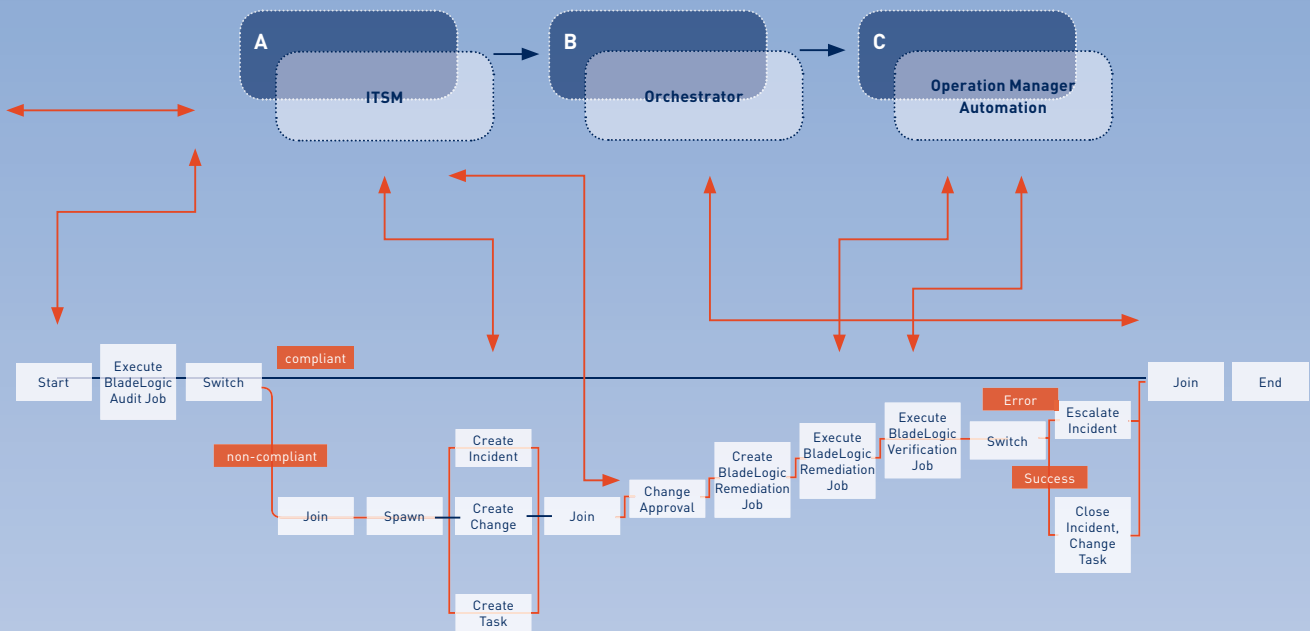 A
ITSM
B
Orchestrator
C
Operation Manager
Automation
compliant
Start
Execute
BladeLogic
Audit Job
Switch
Join
End
non-compliant
Join
Spawn
Create
Incident
Create
Change
Create
Task
Join
Change
Approval
Create
BladeLogic
Remediation
Job
Execute
BladeLogic
Remediation
Job
Execute
BladeLogic
Verification
Job
Switch
Error
Escalate
Incident
Success
Close
Incident,
Change
Task